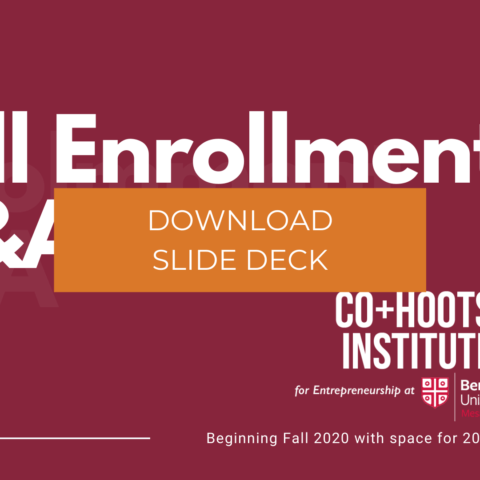 ll Enrollment
&A
DOWNLOAD
SLIDE DECK
CO+HOOTS
INSTITUTE
for Entrepreneurship at
Ben
Uni
Beginning Fall 2020 with space for 20